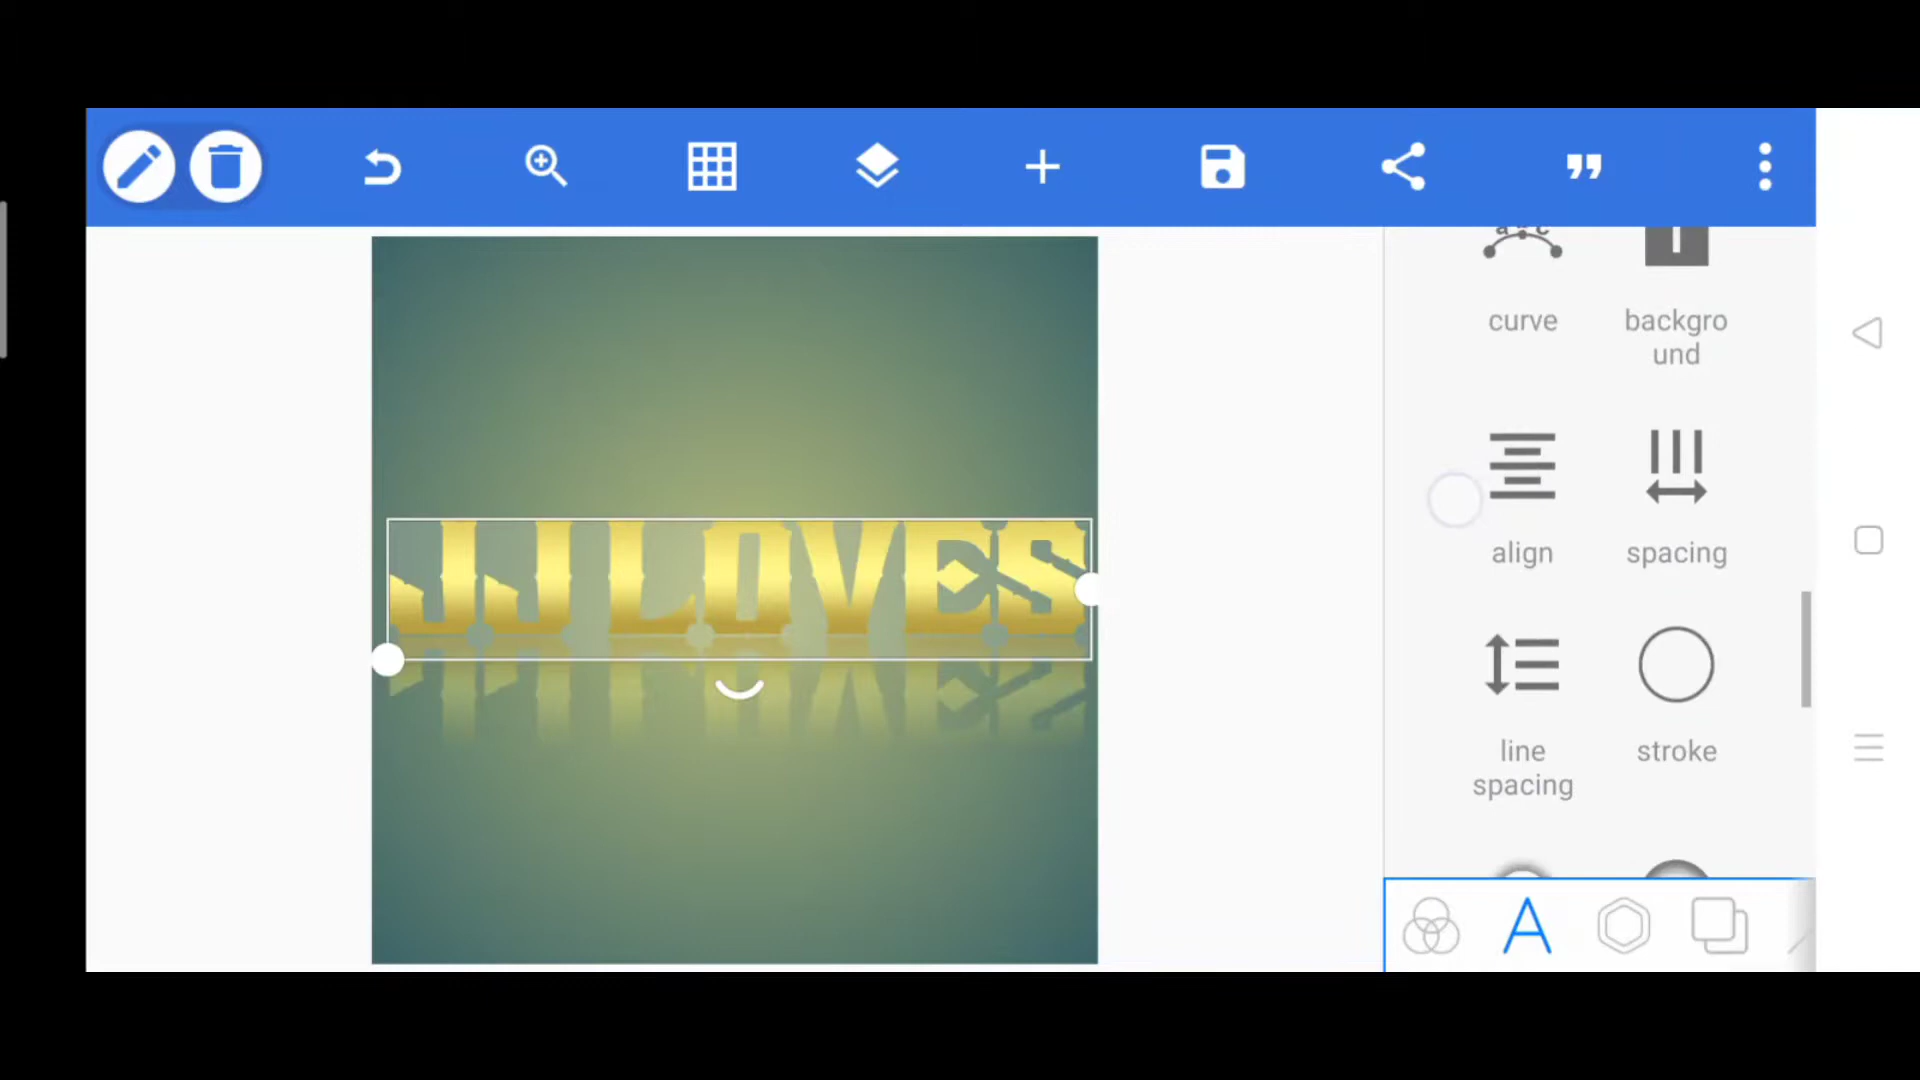 a b c
curve
backgro
und
JJ LOVES
align
spacing
line
spacing
stroke
A